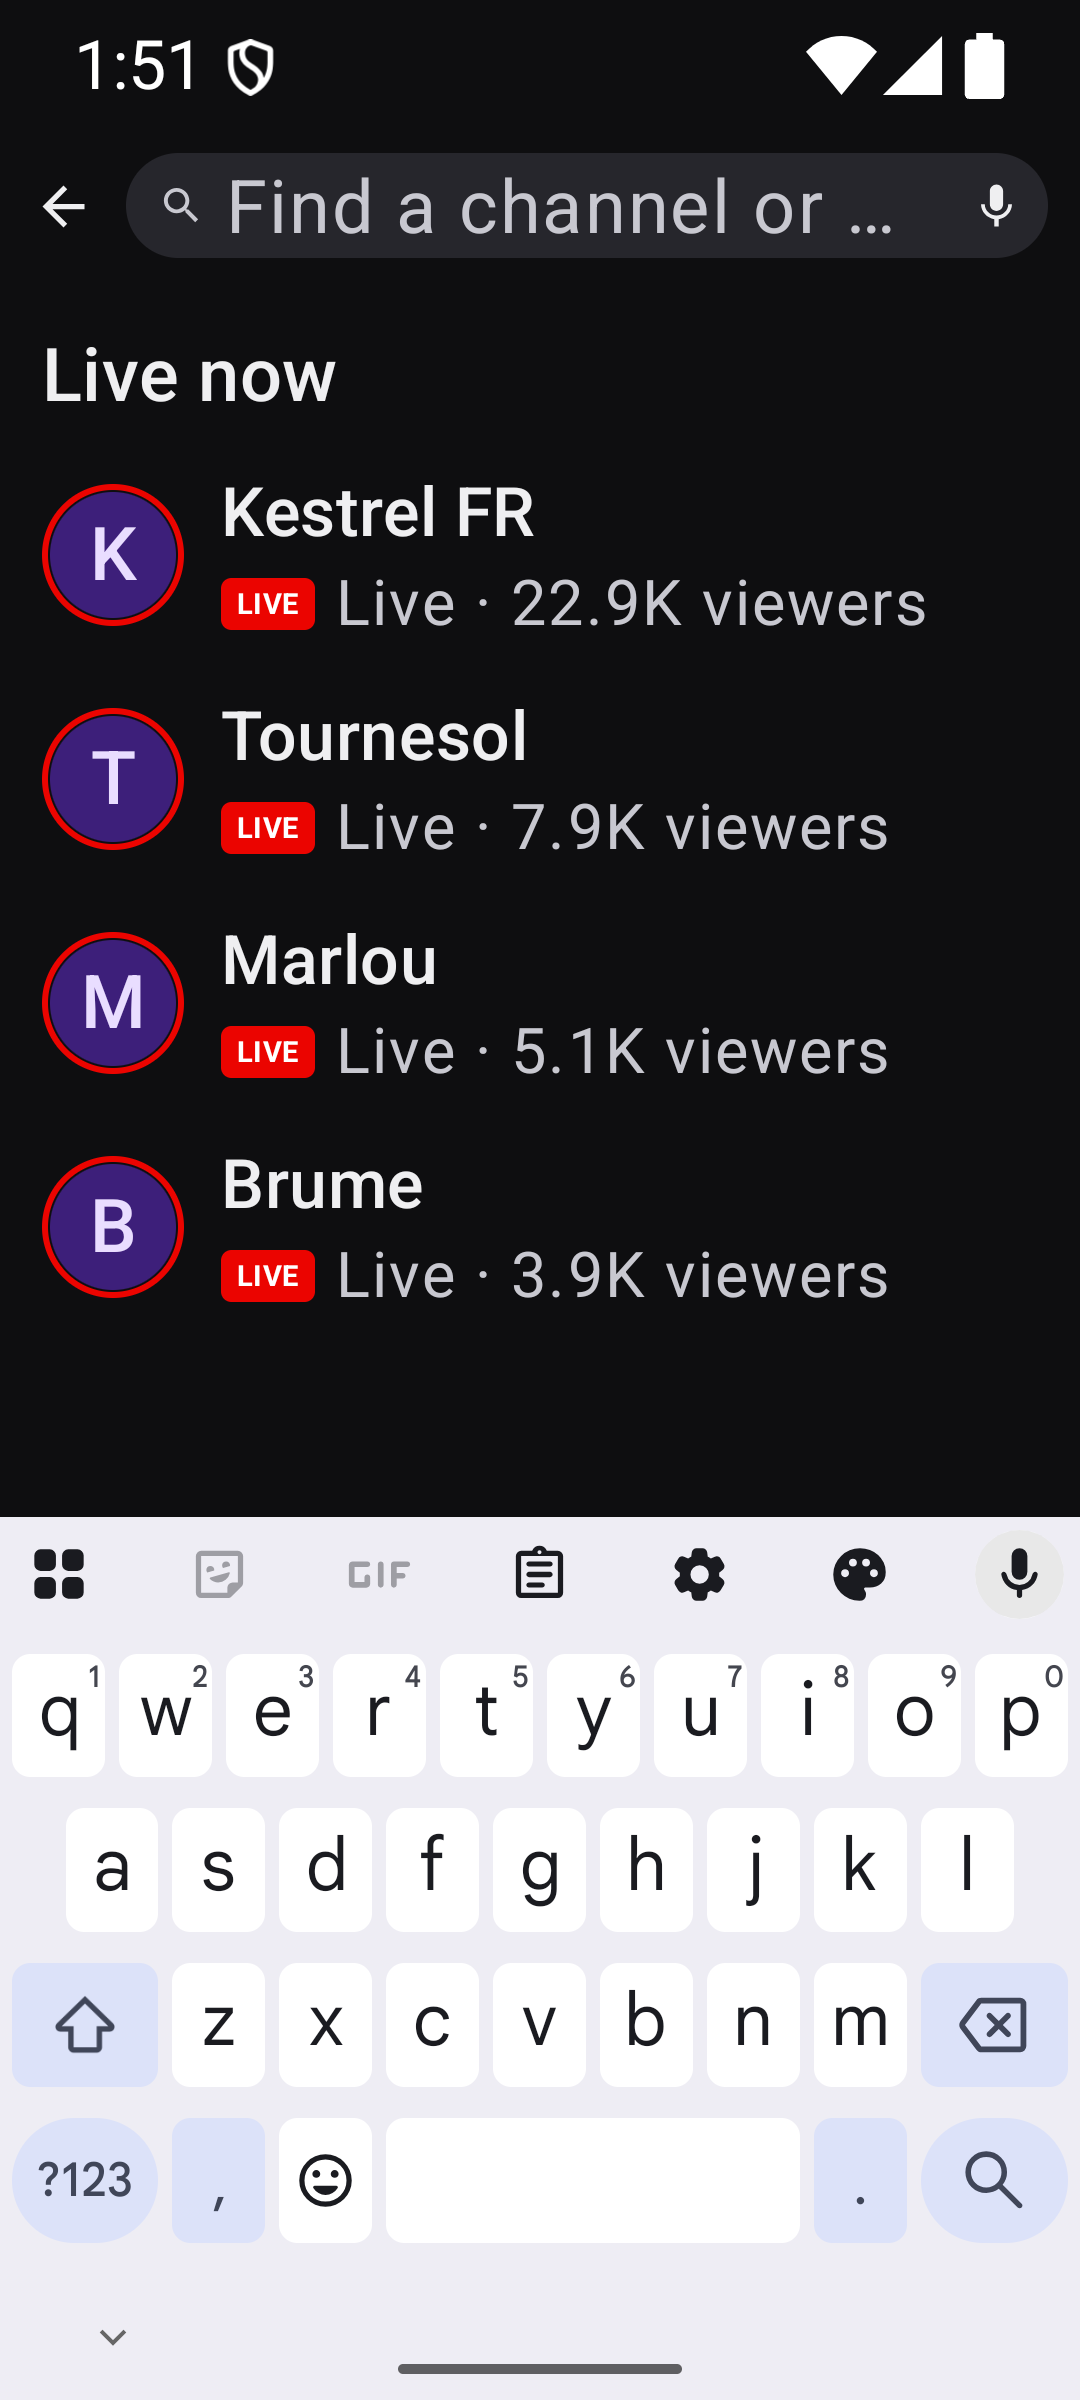 1:51
Find a channel or ...
Live now
K
Kestrel FR
LIVE Live · 22.9K viewers
T
Tournesol
LIVE Live · 7.9K viewers
M
Marlou
LIVE Live · 5.1K viewers
B
Brume
LIVE Live · 3.9K viewers
GIF
q1 w2 e3 r4 t5 y6 u7 i8 o9 p0
a s d f g h j k l
z x c v b n m
?123 , .